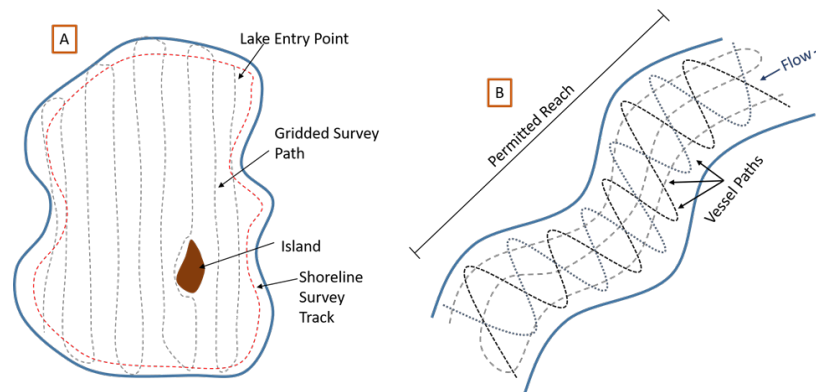 A
Lake Entry Point
Gridded Survey
Path
Island
Shoreline
Survey
Track
B
Permitted Reach
Flow
Vessel Paths